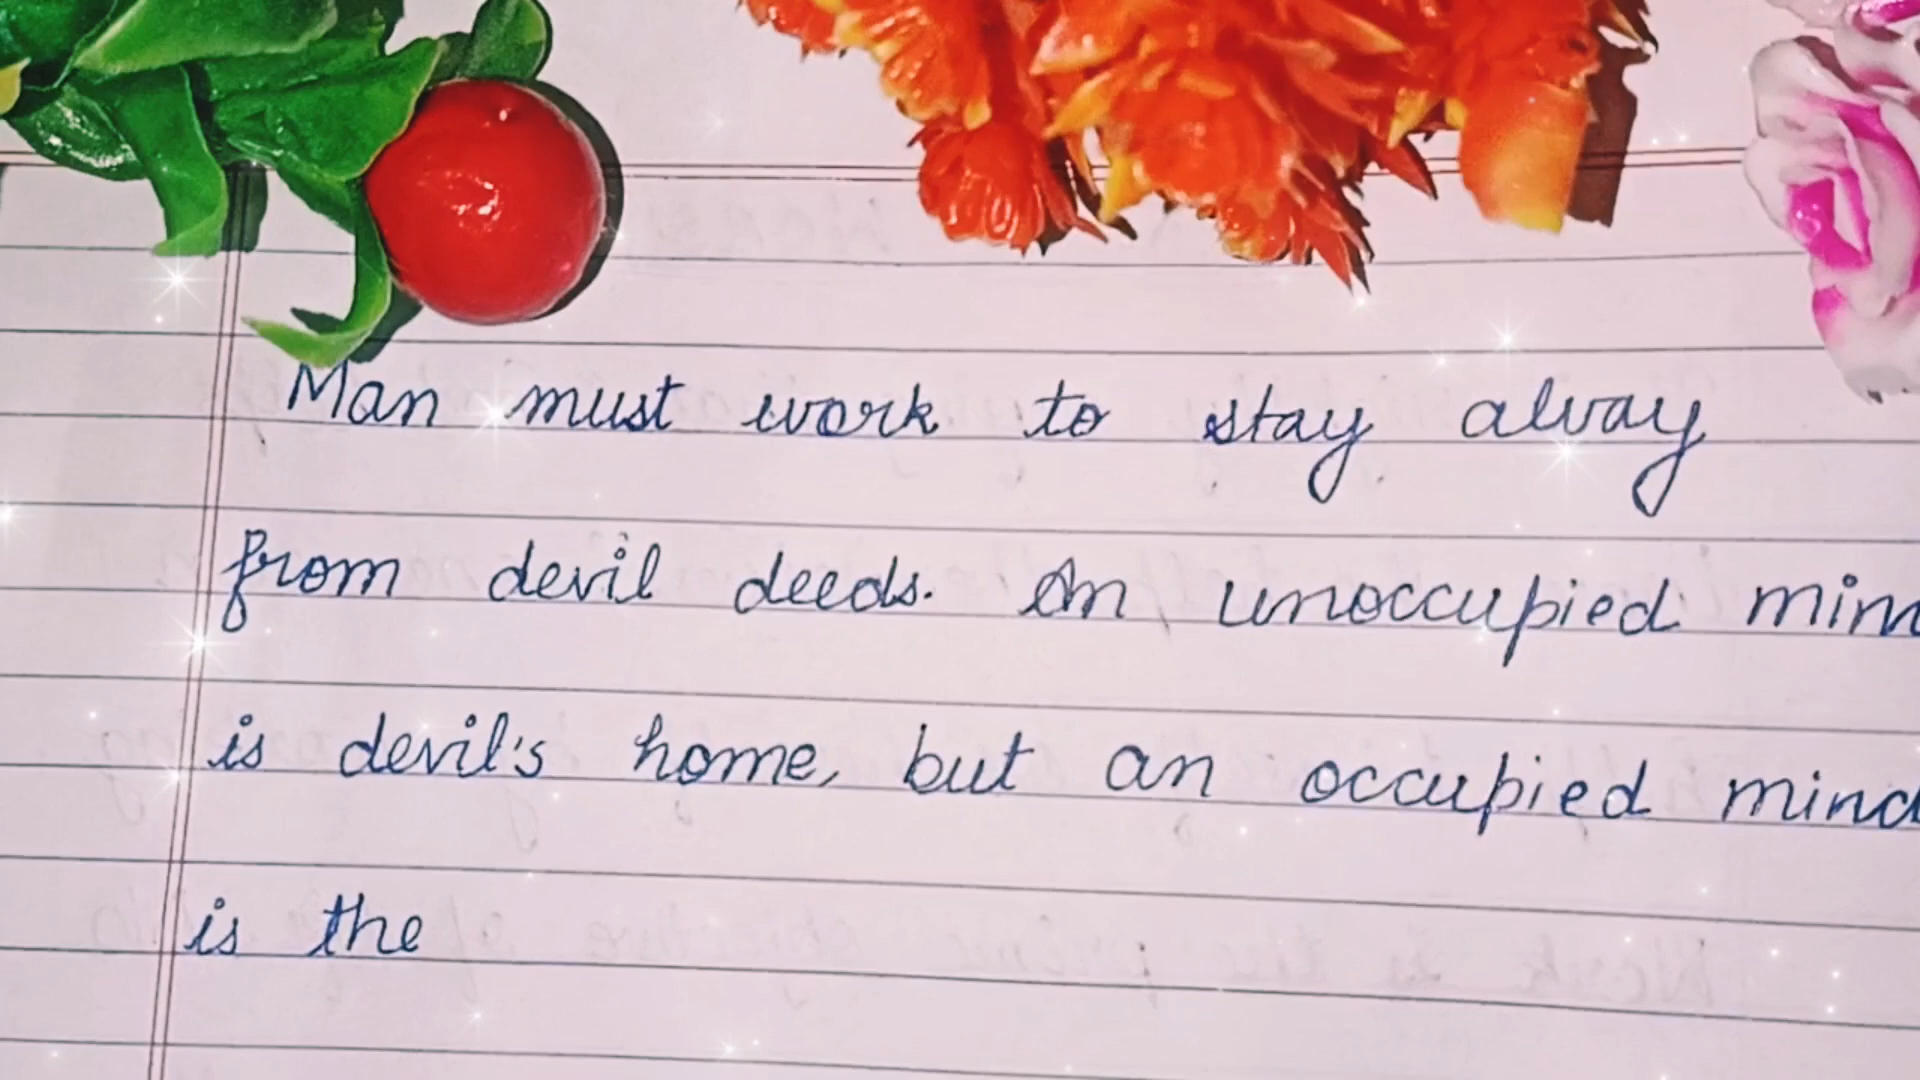 Man must work to stay alway
from devil deeds. An unoccupied min
is devil's home, but an occupied mind
is the